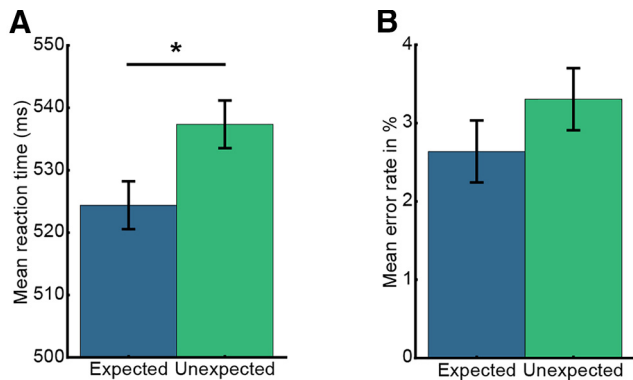 A
Mean reaction time (ms)
550
540
530
520
510
500
*
Expected Unexpected
B
Mean error rate in %
4
3
2
1
0
Expected Unexpected